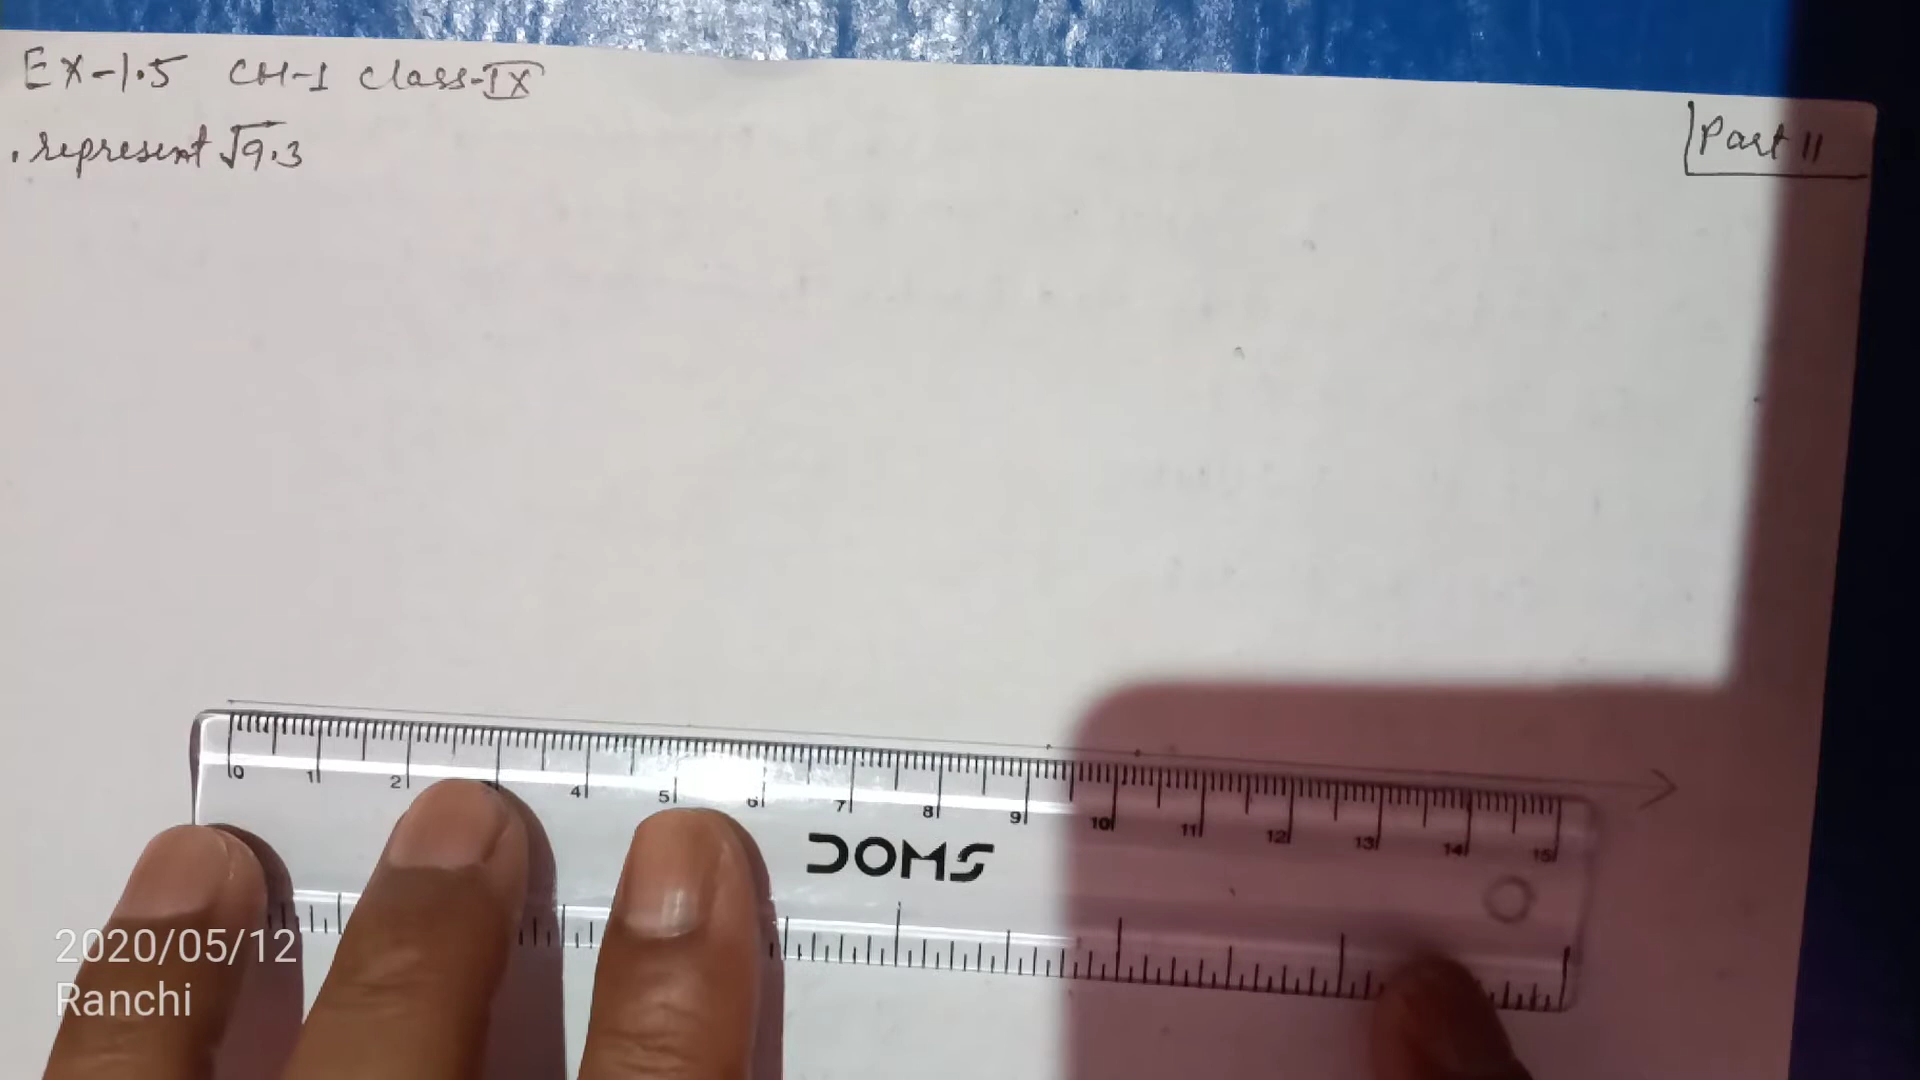 Ex-1.5 CH-1 Class-IX
. represent √9.3
Part 11
0 1 2 4 5 6 7 8 9 10 11 12 13 14 15
DOMS
2020/05/12
Ranchi